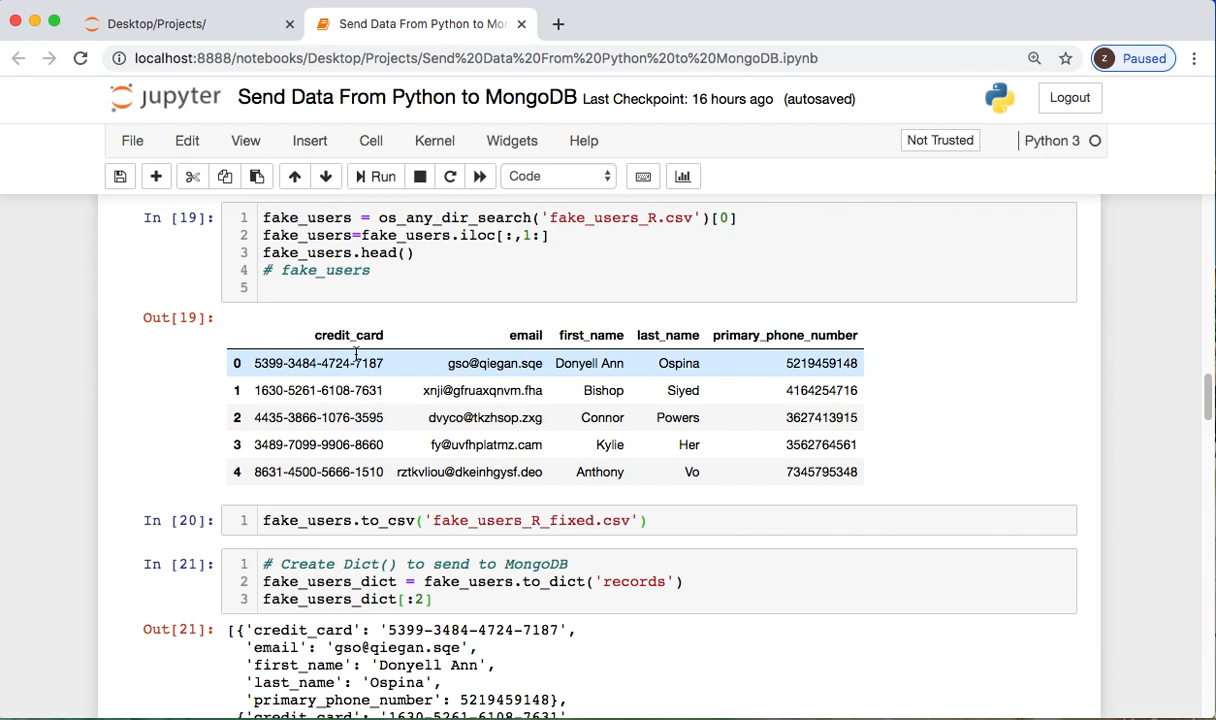 Desktop/Projects/
Send Data From Python to Mo
localhost:8888/notebooks/Desktop/Projects/Send%20Data%20From%20Python%20to%20MongoDB.ipynb
Z Paused
jupyter Send Data From Python to MongoDB Last Checkpoint: 16 hours ago (autosaved)
Logout
File Edit View Insert Cell Kernel Widgets Help
Not Trusted Python 3
Run Code
In [19]:
1 fake_users = os_any_dir_search('fake_users_R.csv')[0]
2 fake_users=fake_users.iloc[:,1:]
3 fake_users.head()
4 # fake_users
5
Out[19]:
credit_card email first_name last_name primary_phone_number
0 5399-3484-4724-7187 gso@qiegan.sqe Donyell Ann Ospina 5219459148
1 1630-5261-6108-7631 xnji@gfruaxqnvm.fha Bishop Siyed 4164254716
2 4435-3866-1076-3595 dvyco@tkzhsop.zxg Connor Powers 3627413915
3 3489-7099-9906-8660 fy@uvfhplatmz.cam Kylie Her 3562764561
4 8631-4500-5666-1510 rztkvliou@dkeinhgysf.deo Anthony Vo 7345795348
In [20]: 1 fake_users.to_csv('fake_users_R_fixed.csv')
In [21]:
1 # Create Dict() to send to MongoDB
2 fake_users_dict = fake_users.to_dict('records')
3 fake_users_dict[:2]
Out[21]: [{'credit_card': '5399-3484-4724-7187',
'email': 'gso@qiegan.sqe',
'first_name': 'Donyell Ann',
'last_name': 'Ospina',
'primary_phone_number': 5219459148},
{'credit_card': '1630-5261-6108-7631'